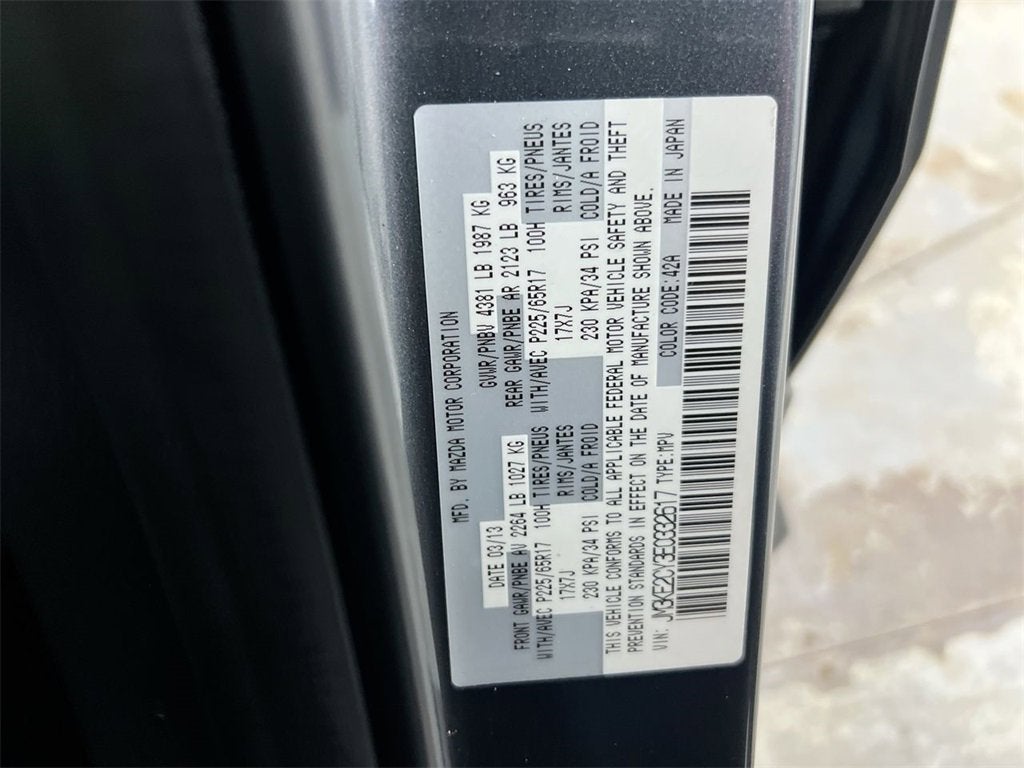 MFD. BY MAZDA MOTOR CORPORATION
DATE 03/13 GVWR/PNBV 4381 LB 1987 KG
FRONT GAWR/PNBE AV 2264 LB 1027 KG REAR GAWR/PNBE AR 2123 LB 963 KG
WITH/AVEC P225/65R17 100H TIRES/PNEUS WITH/AVEC P225/65R17 100H TIRES/PNEUS
17X7J RIMS/JANTES 17X7J RIMS/JANTES
230 KPA/34 PSI COLD/A FROID 230 KPA/34 PSI COLD/A FROID
THIS VEHICLE CONFORMS TO ALL APPLICABLE FEDERAL MOTOR VEHICLE SAFETY AND THEFT
PREVENTION STANDARDS IN EFFECT ON THE DATE OF MANUFACTURE SHOWN ABOVE.
VIN: JM3KE2CY3E0332617 TYPE:MPV COLOR CODE:42A MADE IN JAPAN